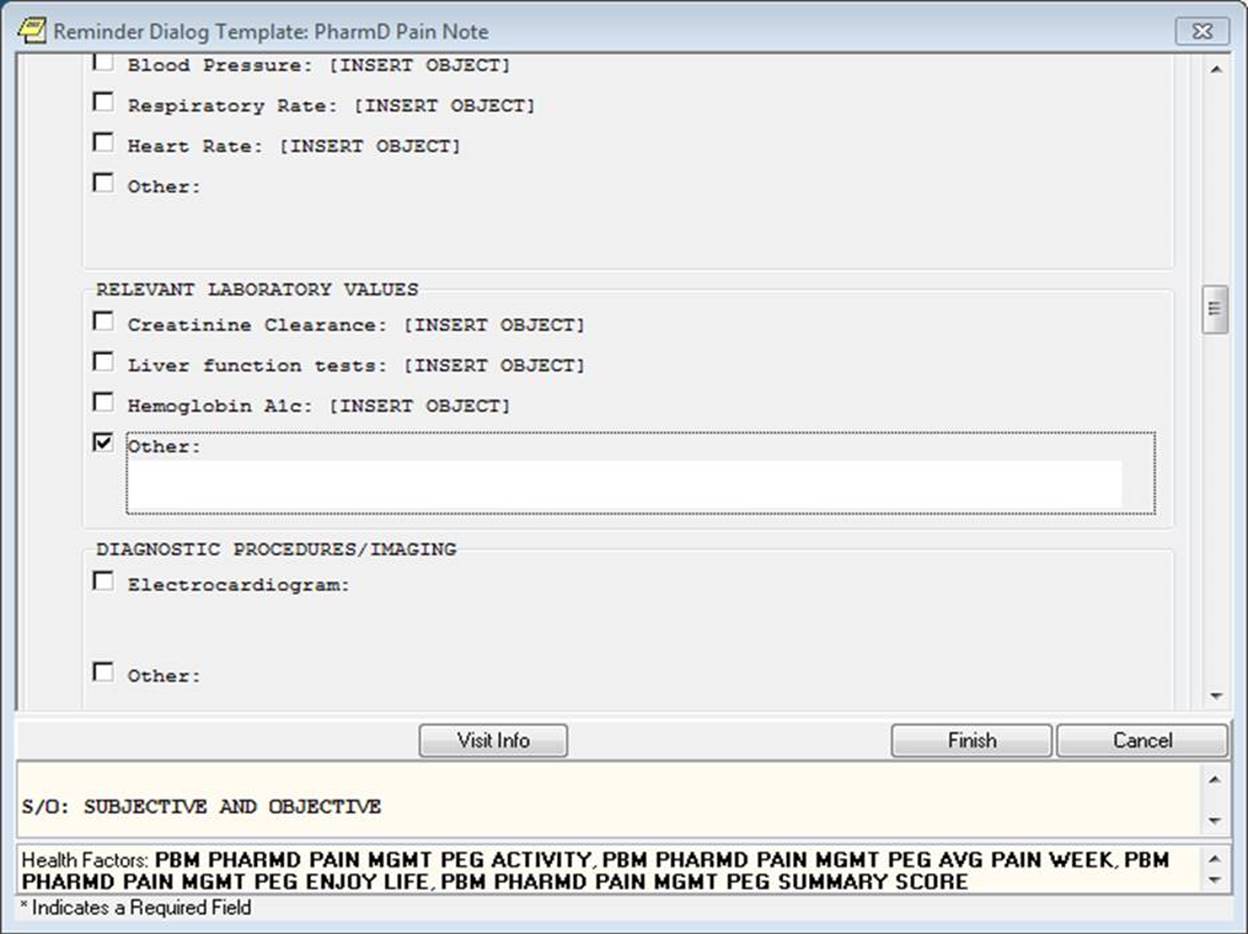 Reminder Dialog Template: PharmD Pain Note
Blood Pressure: [INSERT OBJECT]
Respiratory Rate: [INSERT OBJECT]
Heart Rate: [INSERT OBJECT]
Other:
RELEVANT LABORATORY VALUES
Creatinine Clearance: [INSERT OBJECT]
Liver function tests: [INSERT OBJECT]
Hemoglobin A1c: [INSERT OBJECT]
Other:
DIAGNOSTIC PROCEDURES/IMAGING
Electrocardiogram:
Other:
Visit Info Finish Cancel
S/O: SUBJECTIVE AND OBJECTIVE
Health Factors: PBM PHARMD PAIN MGMT PEG ACTIVITY, PBM PHARMD PAIN MGMT PEG AVG PAIN WEEK, PBM
PHARMD PAIN MGMT PEG ENJOY LIFE, PBM PHARMD PAIN MGMT PEG SUMMARY SCORE
* Indicates a Required Field